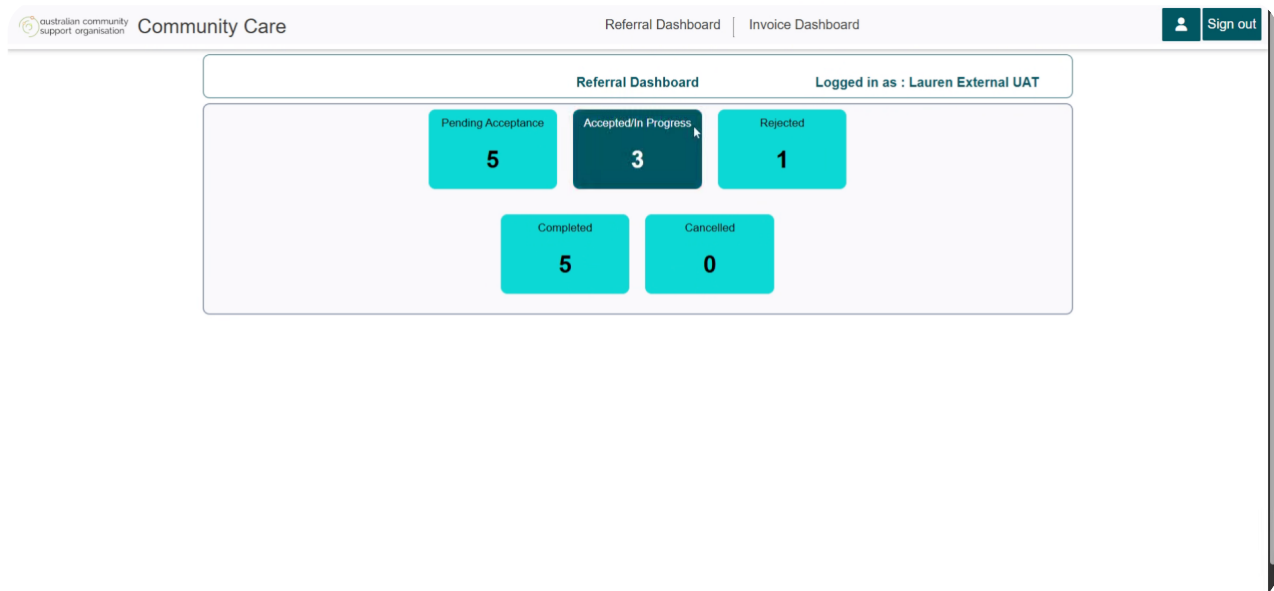 australian community
support organisation
Community Care
Referral Dashboard
Invoice Dashboard
Sign out
Referral Dashboard
Logged in as : Lauren External UAT
Pending Acceptance
5
Accepted/In Progress
3
Rejected
1
Completed
5
Cancelled
0